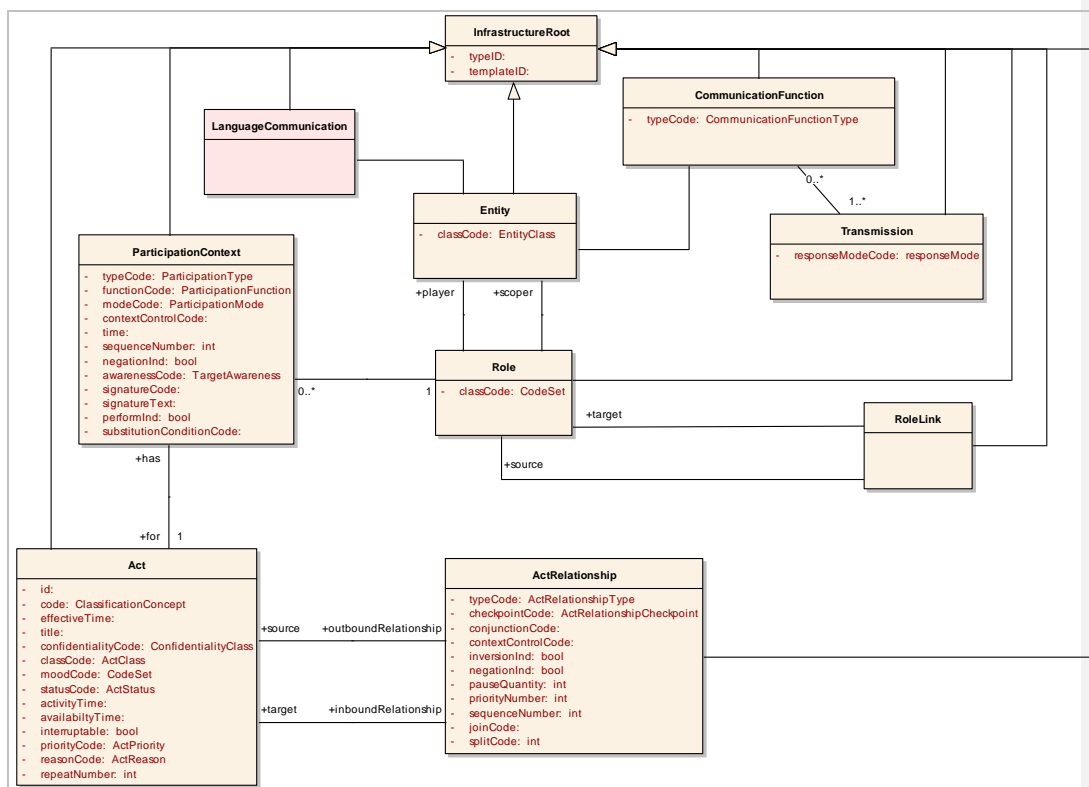 InfrastructureRoot
- typeID:
- templateID:
CommunicationFunction
- typeCode: CommunicationFunctionType
LanguageCommunication
0..*
1..*
Entity
- classCode: EntityClass
Transmission
- responseModeCode: responseMode
ParticipationContext
- typeCode: ParticipationType
- functionCode: ParticipationFunction
- modeCode: ParticipationMode
- contextControlCode:
- time:
- sequenceNumber: int
- negationInd: bool
- awarenessCode: TargetAwareness
- signatureCode:
- signatureText:
- performInd: bool
- substitutionConditionCode:
+player
+scoper
Role
- classCode: CodeSet
0..*
1
+target
+source
RoleLink
+has
+for
1
Act
- id:
- code: ClassificationConcept
- effectiveTime:
- title:
- confidentialityCode: ConfidentialityClass
- classCode: ActClass
- moodCode: CodeSet
- statusCode: ActStatus
- activityTime:
- availabiltyTime:
- interruptable: bool
- priorityCode: ActPriority
- reasonCode: ActReason
- repeatNumber: int
+source
+outboundRelationship
+target
+inboundRelationship
ActRelationship
- typeCode: ActRelationshipType
- checkpointCode: ActRelationshipCheckpoint
- conjunctionCode:
- contextControlCode:
- inversionInd: bool
- negationInd: bool
- pauseQuantity: int
- priorityNumber: int
- sequenceNumber: int
- joinCode:
- splitCode: int